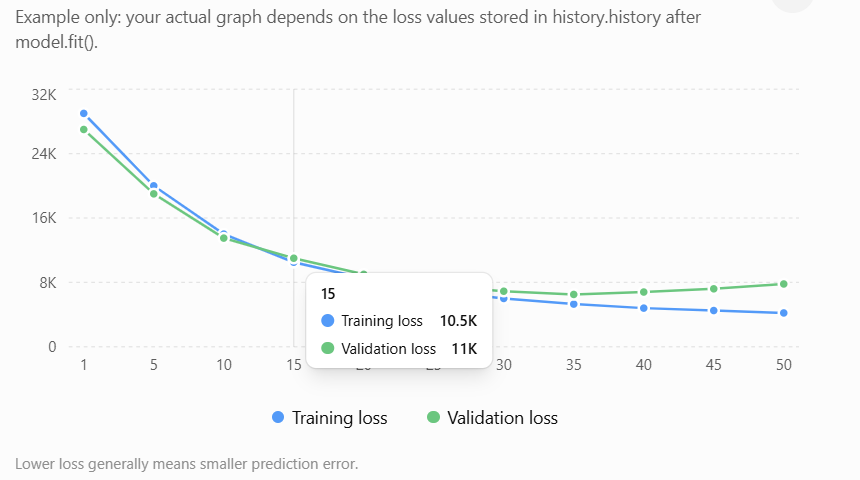 Example only: your actual graph depends on the loss values stored in history.history after
model.fit().
32K
24K
16K
8K
0
15
Training loss 10.5K
Validation loss 11K
1 5 10 15 30 35 40 45 50
Training loss Validation loss
Lower loss generally means smaller prediction error.